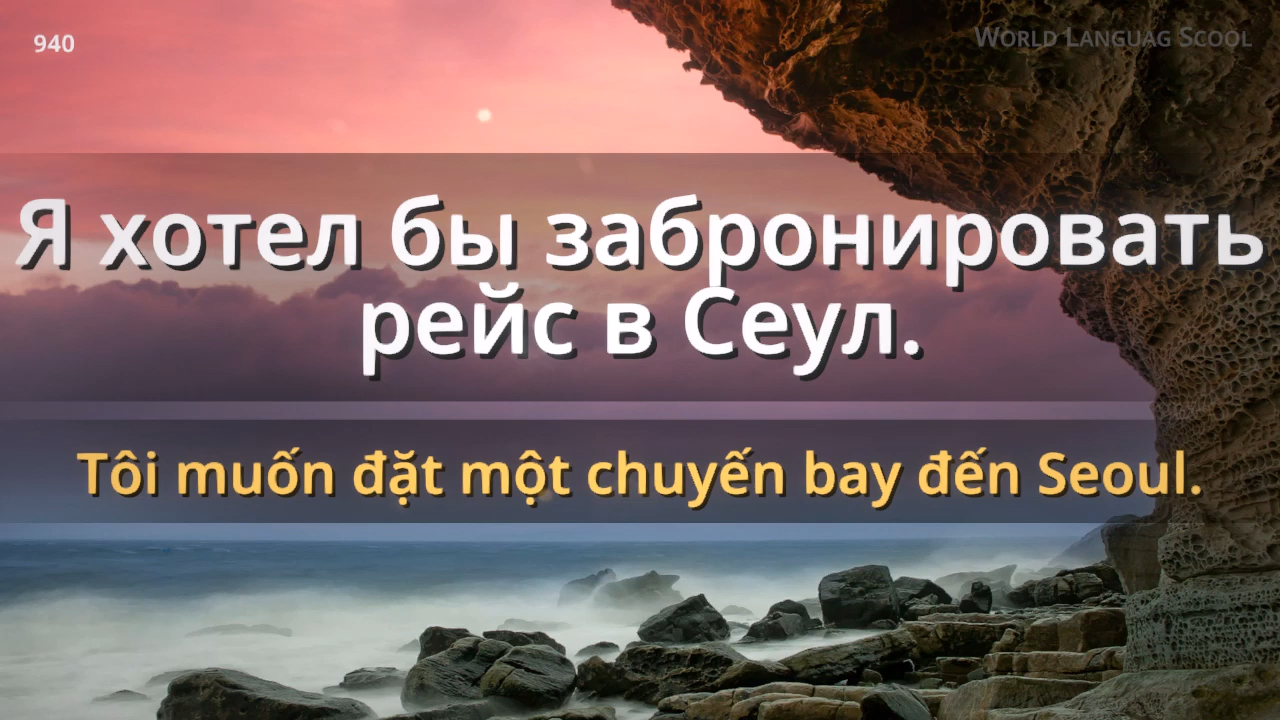 940
World Languag Scool
Я хотел бы забронировать
рейс в Сеул.
Tôi muốn đặt một chuyến bay đến Seoul.